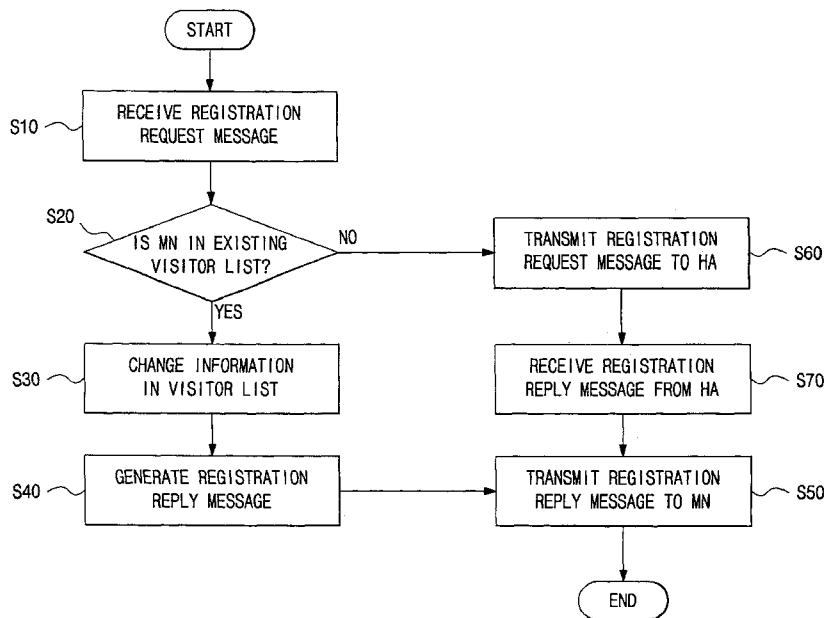 START
S10
RECEIVE REGISTRATION
REQUEST MESSAGE
S20
IS MN IN EXISTING
VISITOR LIST?
NO
YES
TRANSMIT REGISTRATION
REQUEST MESSAGE TO HA
S60
S30
CHANGE INFORMATION
IN VISITOR LIST
RECEIVE REGISTRATION
REPLY MESSAGE FROM HA
S70
S40
GENERATE REGISTRATION
REPLY MESSAGE
TRANSMIT REGISTRATION
REPLY MESSAGE TO MN
S50
END